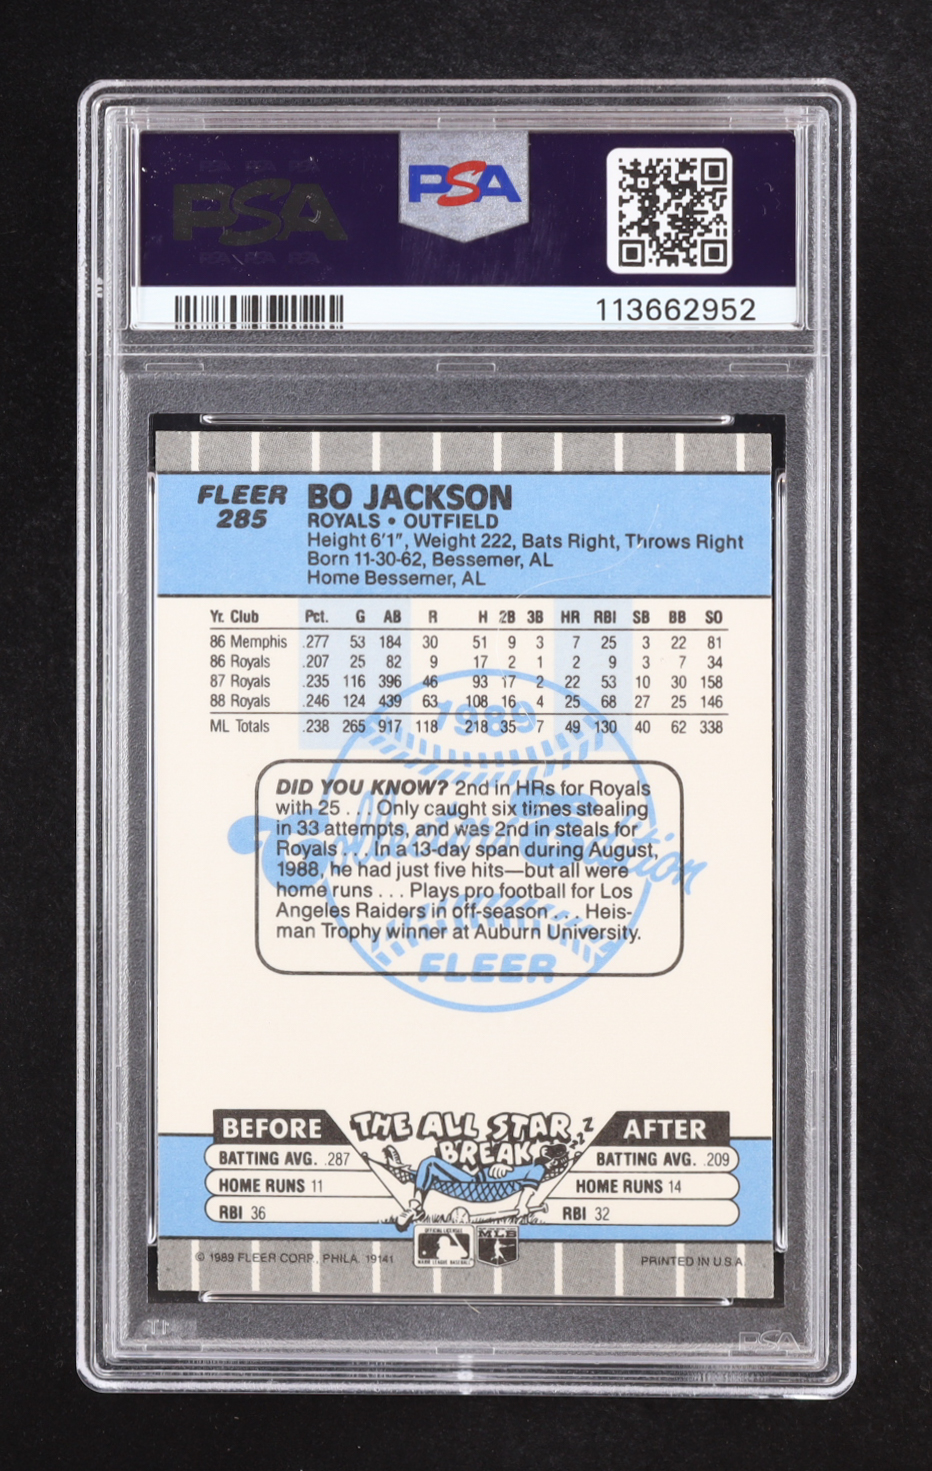 PSA
PSA
113662952
FLEER
285
BO JACKSON
ROYALS • OUTFIELD
Height 6'1", Weight 222, Bats Right, Throws Right
Born 11-30-62, Bessemer, AL
Home Bessemer, AL
Yr. Club Pct. G AB R H 2B 3B HR RBI SB BB SO
86 Memphis .277 53 184 30 51 9 3 7 25 3 22 81
86 Royals .207 25 82 9 17 2 1 2 9 3 7 34
87 Royals .235 116 396 46 93 17 2 22 53 10 30 158
88 Royals .246 124 439 63 108 16 4 25 68 27 25 146
ML Totals .238 265 917 118 218 35 7 49 130 40 62 338
1989
Collector's Edition
FLEER
DID YOU KNOW? 2nd in HRs for Royals
with 25 . . . Only caught six times stealing
in 33 attempts, and was 2nd in steals for
Royals . . . In a 13-day span during August,
1988, he had just five hits—but all were
home runs . . . Plays pro football for Los
Angeles Raiders in off-season . . . Heis-
man Trophy winner at Auburn University.
THE ALL STAR
BREAK
ZZZ
BEFORE
BATTING AVG. .287
HOME RUNS 11
RBI 36
AFTER
BATTING AVG. .209
HOME RUNS 14
RBI 32
MLB
© 1989 FLEER CORP., PHILA. 19141
PRINTED IN U.S.A.
PSA